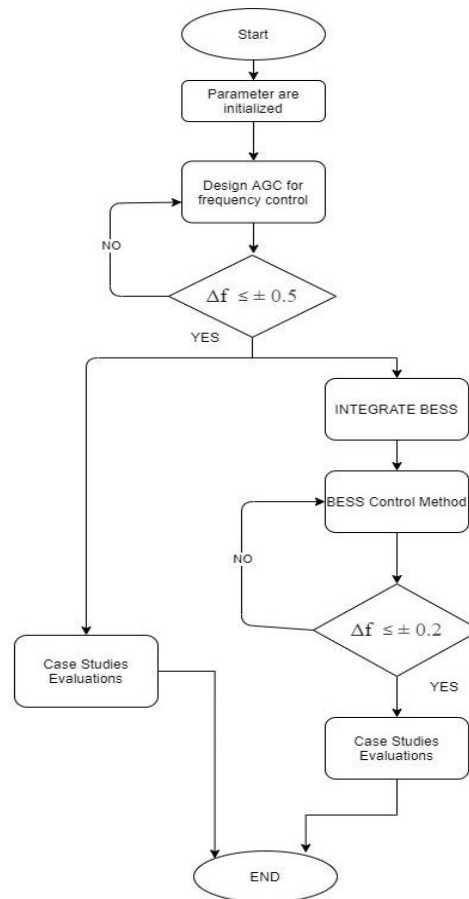 Start
Parameter are
initialized
Design AGC for
frequency control
NO
Δf ≤ ± 0.5
YES
INTEGRATE BESS
BESS Control Method
NO
Δf ≤ ± 0.2
YES
Case Studies
Evaluations
Case Studies
Evaluations
END